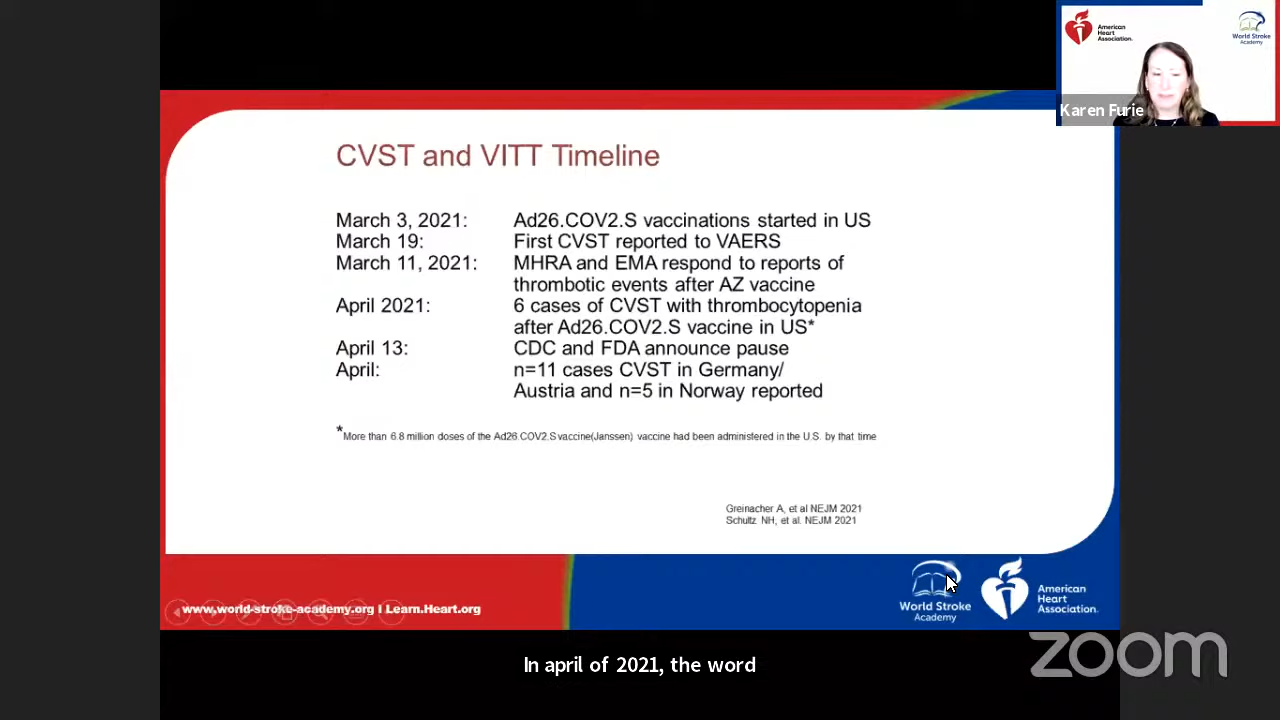 American
Heart
Association.
World Stroke
Academy
Karen Furie
CVST and VITT Timeline
March 3, 2021: Ad26.COV2.S vaccinations started in US
March 19: First CVST reported to VAERS
March 11, 2021: MHRA and EMA respond to reports of
thrombotic events after AZ vaccine
April 2021: 6 cases of CVST with thrombocytopenia
after Ad26.COV2.S vaccine in US*
April 13: CDC and FDA announce pause
April: n=11 cases CVST in Germany/
Austria and n=5 in Norway reported
*More than 6.8 million doses of the Ad26.COV2.S vaccine(Janssen) vaccine had been administered in the U.S. by that time
Greinacher A, et al NEJM 2021
Schultz NH, et al. NEJM 2021
www.world-stroke-academy.org I Learn.Heart.org
World Stroke
Academy
American
Heart
Association.
In april of 2021, the word
zoom